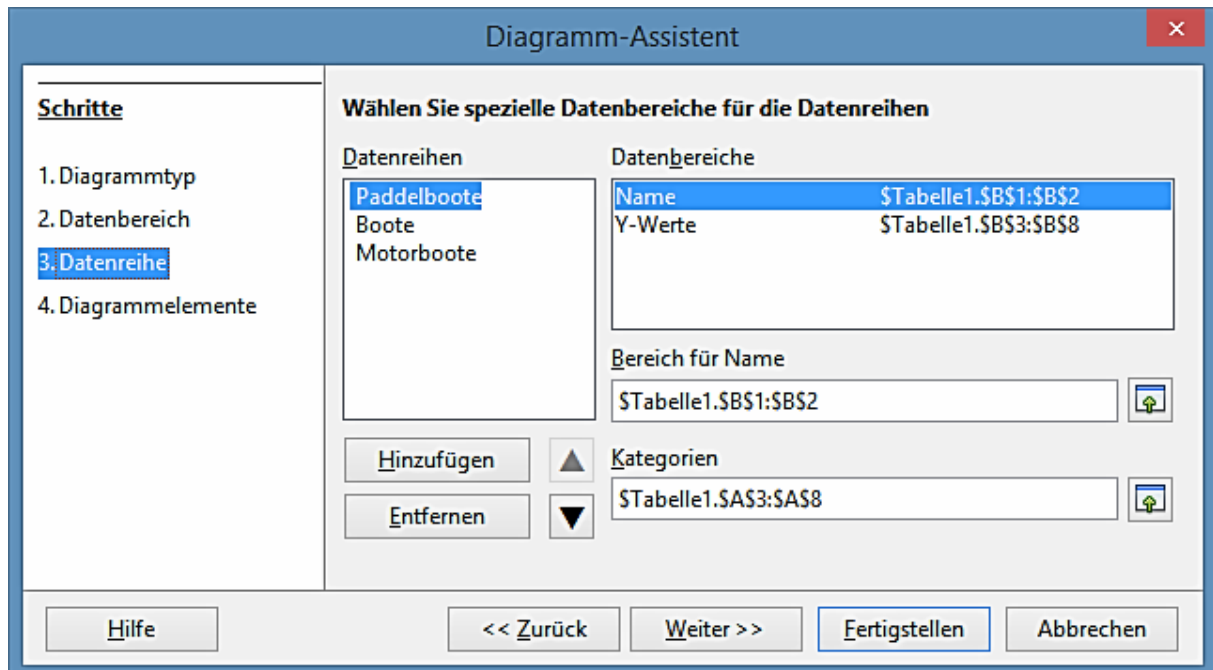 Diagramm-Assistent
Schritte
1. Diagrammtyp
2. Datenbereich
3. Datenreihe
4. Diagrammelemente
Wählen Sie spezielle Datenbereiche für die Datenreihen
Datenreihen
Paddelboote
Boote
Motorboote
Datenbereiche
Name $Tabelle1.$B$1:$B$2
Y-Werte $Tabelle1.$B$3:$B$8
Bereich für Name
$Tabelle1.$B$1:$B$2
Hinzufügen
Entfernen
Kategorien
$Tabelle1.$A$3:$A$8
Hilfe
<< Zurück
Weiter >>
Fertigstellen
Abbrechen